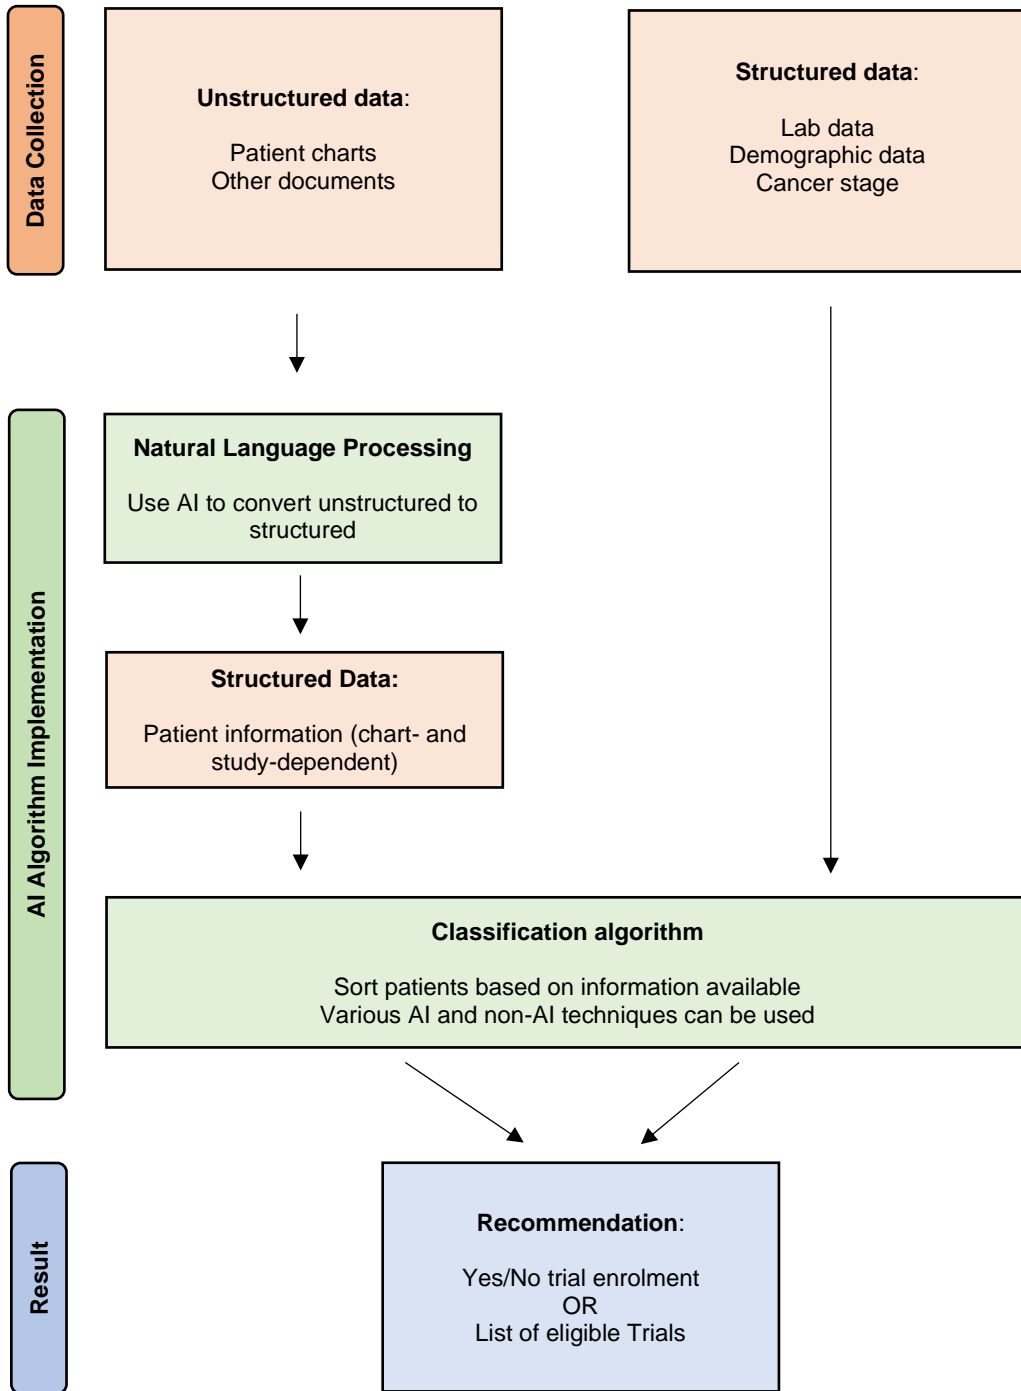 Data Collection
Unstructured data:
Patient charts
Other documents
Structured data:
Lab data
Demographic data
Cancer stage
AI Algorithm Implementation
Natural Language Processing
Use AI to convert unstructured to
structured
Structured Data:
Patient information (chart- and
study-dependent)
Classification algorithm
Sort patients based on information available
Various AI and non-AI techniques can be used
Result
Recommendation:
Yes/No trial enrolment
OR
List of eligible Trials